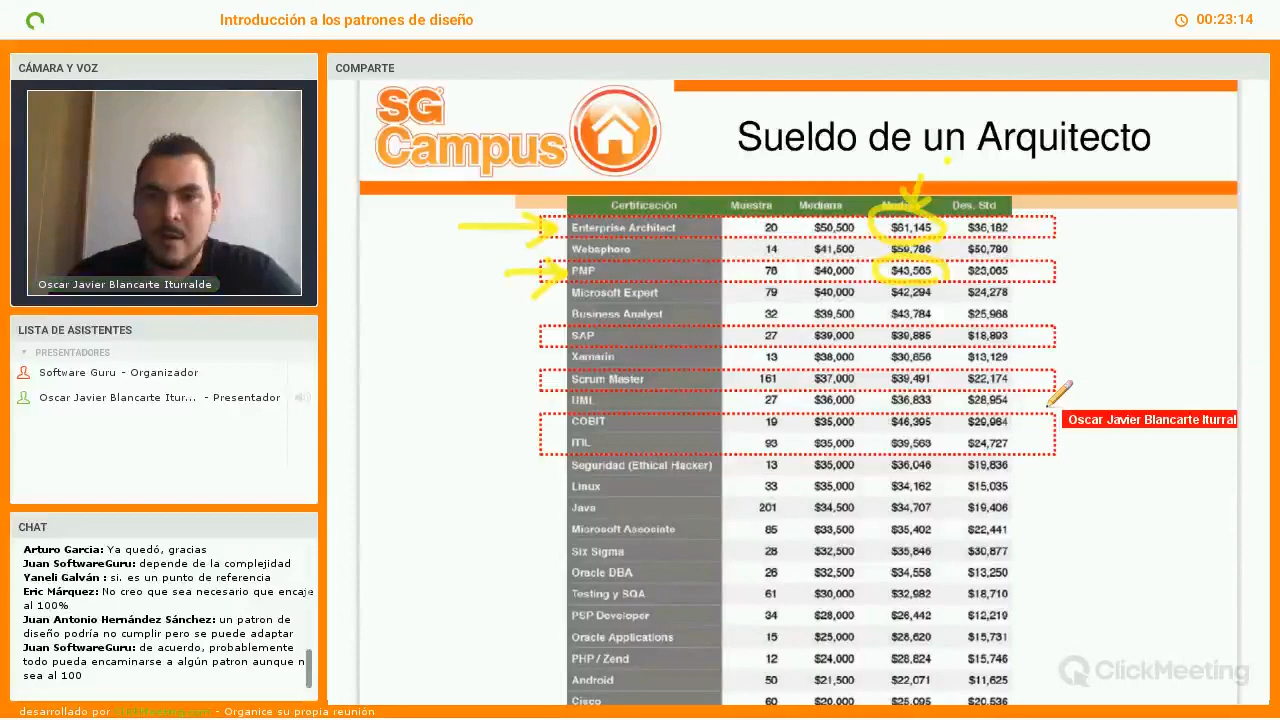 Introducción a los patrones de diseño
00:23:14
CÁMARA Y VOZ
Oscar Javier Blancarte Iturralde
LISTA DE ASISTENTES
PRESENTADORES
Software Guru - Organizador
Oscar Javier Blancarte Itur... - Presentador
CHAT
Arturo Garcia: Ya quedó, gracias
Juan SoftwareGuru: depende de la complejidad
Yaneli Galván : si. es un punto de referencia
Eric Márquez: No creo que sea necesario que encaje
al 100%
Juan Antonio Hernández Sánchez: un patron de
diseño podría no cumplir pero se puede adaptar
Juan SoftwareGuru: de acuerdo, probablemente
todo pueda encaminarse a algún patron aunque n
sea al 100
COMPARTE
SG
Campus
Sueldo de un Arquitecto
Certificación Muestra Mediana Des. Std
Enterprise Architect 20 $50,500 $61,145 $36,182
Websphere 14 $41,500 $59,786 $50,780
PMP 78 $40,000 $43,565 $23,065
Microsoft Expert 79 $40,000 $42,294 $24,278
Business Analyst 32 $39,500 $43,784 $25,968
SAP 27 $39,000 $39,885 $18,893
Xamarin 13 $38,000 $30,656 $13,129
Scrum Master 161 $37,000 $39,491 $22,174
UML 27 $36,000 $36,833 $28,954
COBIT 19 $35,000 $46,395 $29,984
ITIL 93 $35,000 $39,563 $24,727
Seguridad (Ethical Hacker) 13 $35,000 $36,046 $19,836
Linux 33 $35,000 $34,162 $15,035
Java 201 $34,500 $34,707 $19,406
Microsoft Associate 85 $33,500 $35,402 $22,441
Six Sigma 28 $32,500 $35,846 $30,877
Oracle DBA 26 $32,500 $34,558 $13,250
Testing y SQA 61 $30,000 $32,982 $18,710
PSP Developer 34 $28,000 $26,442 $12,219
Oracle Applications 15 $25,000 $28,620 $15,731
PHP / Zend 12 $24,000 $28,824 $15,746
Android 50 $21,500 $22,071 $11,625
Cisco 60 $20,000 $25,095 $20,536
Oscar Javier Blancarte Iturral
ClickMeeting
desarrollado por ClickMeeting.com - Organice su propia reunión